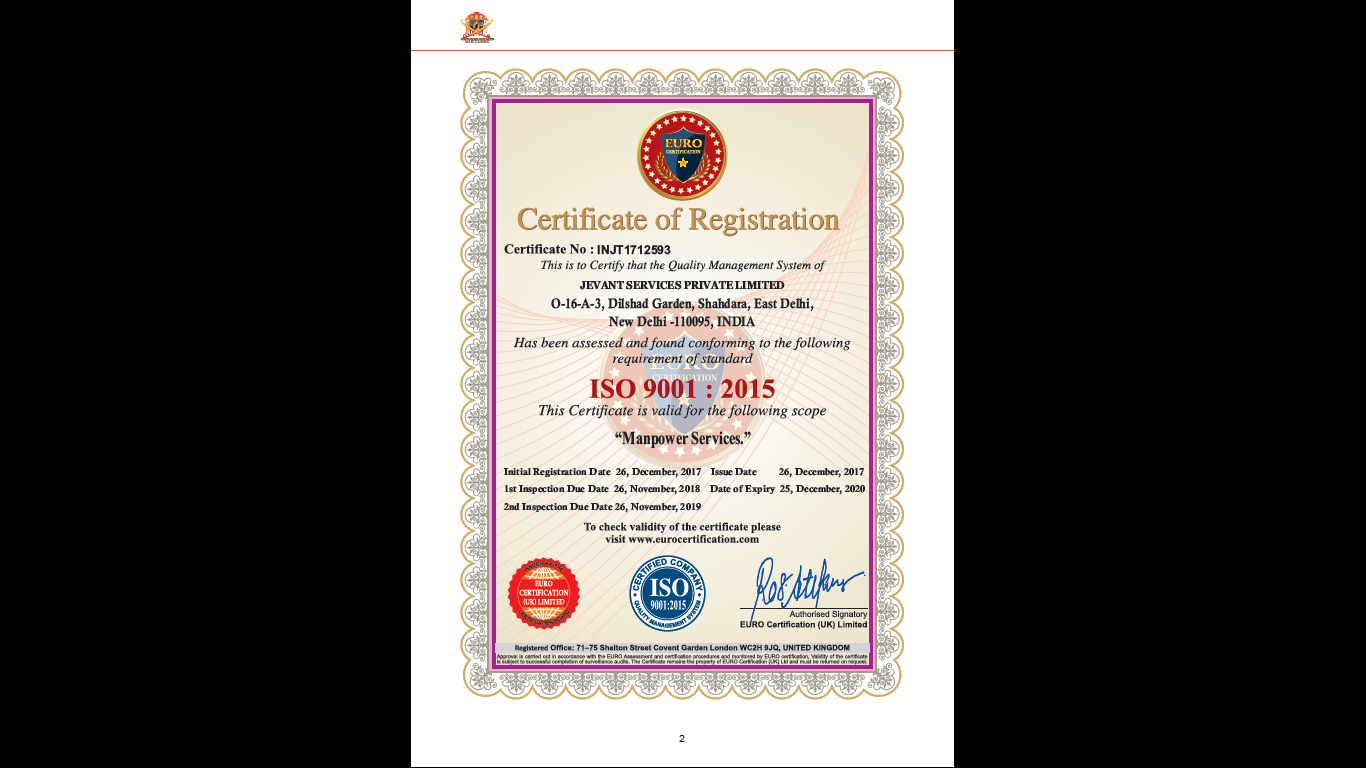 EURO
CERTIFICATION
Certificate of Registration
Certificate No : INJT1712593
This is to Certify that the Quality Management System of
JEVANT SERVICES PRIVATE LIMITED
O-16-A-3, Dilshad Garden, Shahdara, East Delhi,
New Delhi -110095, INDIA
Has been assessed and found conforming to the following
requirement of standard
EURO
CERTIFICATION
ISO 9001 : 2015
This Certificate is valid for the following scope
“Manpower Services.”
Initial Registration Date 26, December, 2017 Issue Date 26, December, 2017
1st Inspection Due Date 26, November, 2018 Date of Expiry 25, December, 2020
2nd Inspection Due Date 26, November, 2019
To check validity of the certificate please
visit www.eurocertification.com
EURO
CERTIFICATION
(UK) LIMITED
CERTIFIED COMPANY
ISO
9001:2015
QUALITY MANAGEMENT SYSTEM
Authorised Signatory
EURO Certification (UK) Limited
Registered Office: 71–75 Shelton Street Covent Garden London WC2H 9JQ, UNITED KINGDOM
Approval is carried out in accordance with the EURO Assessment and certification procedures and monitored by EURO certification, Validity of the certificate
is subject to successful completion of surveillance audits. The Certificate remains the property of EURO Certification (UK) Ltd and must be returned on request.
2